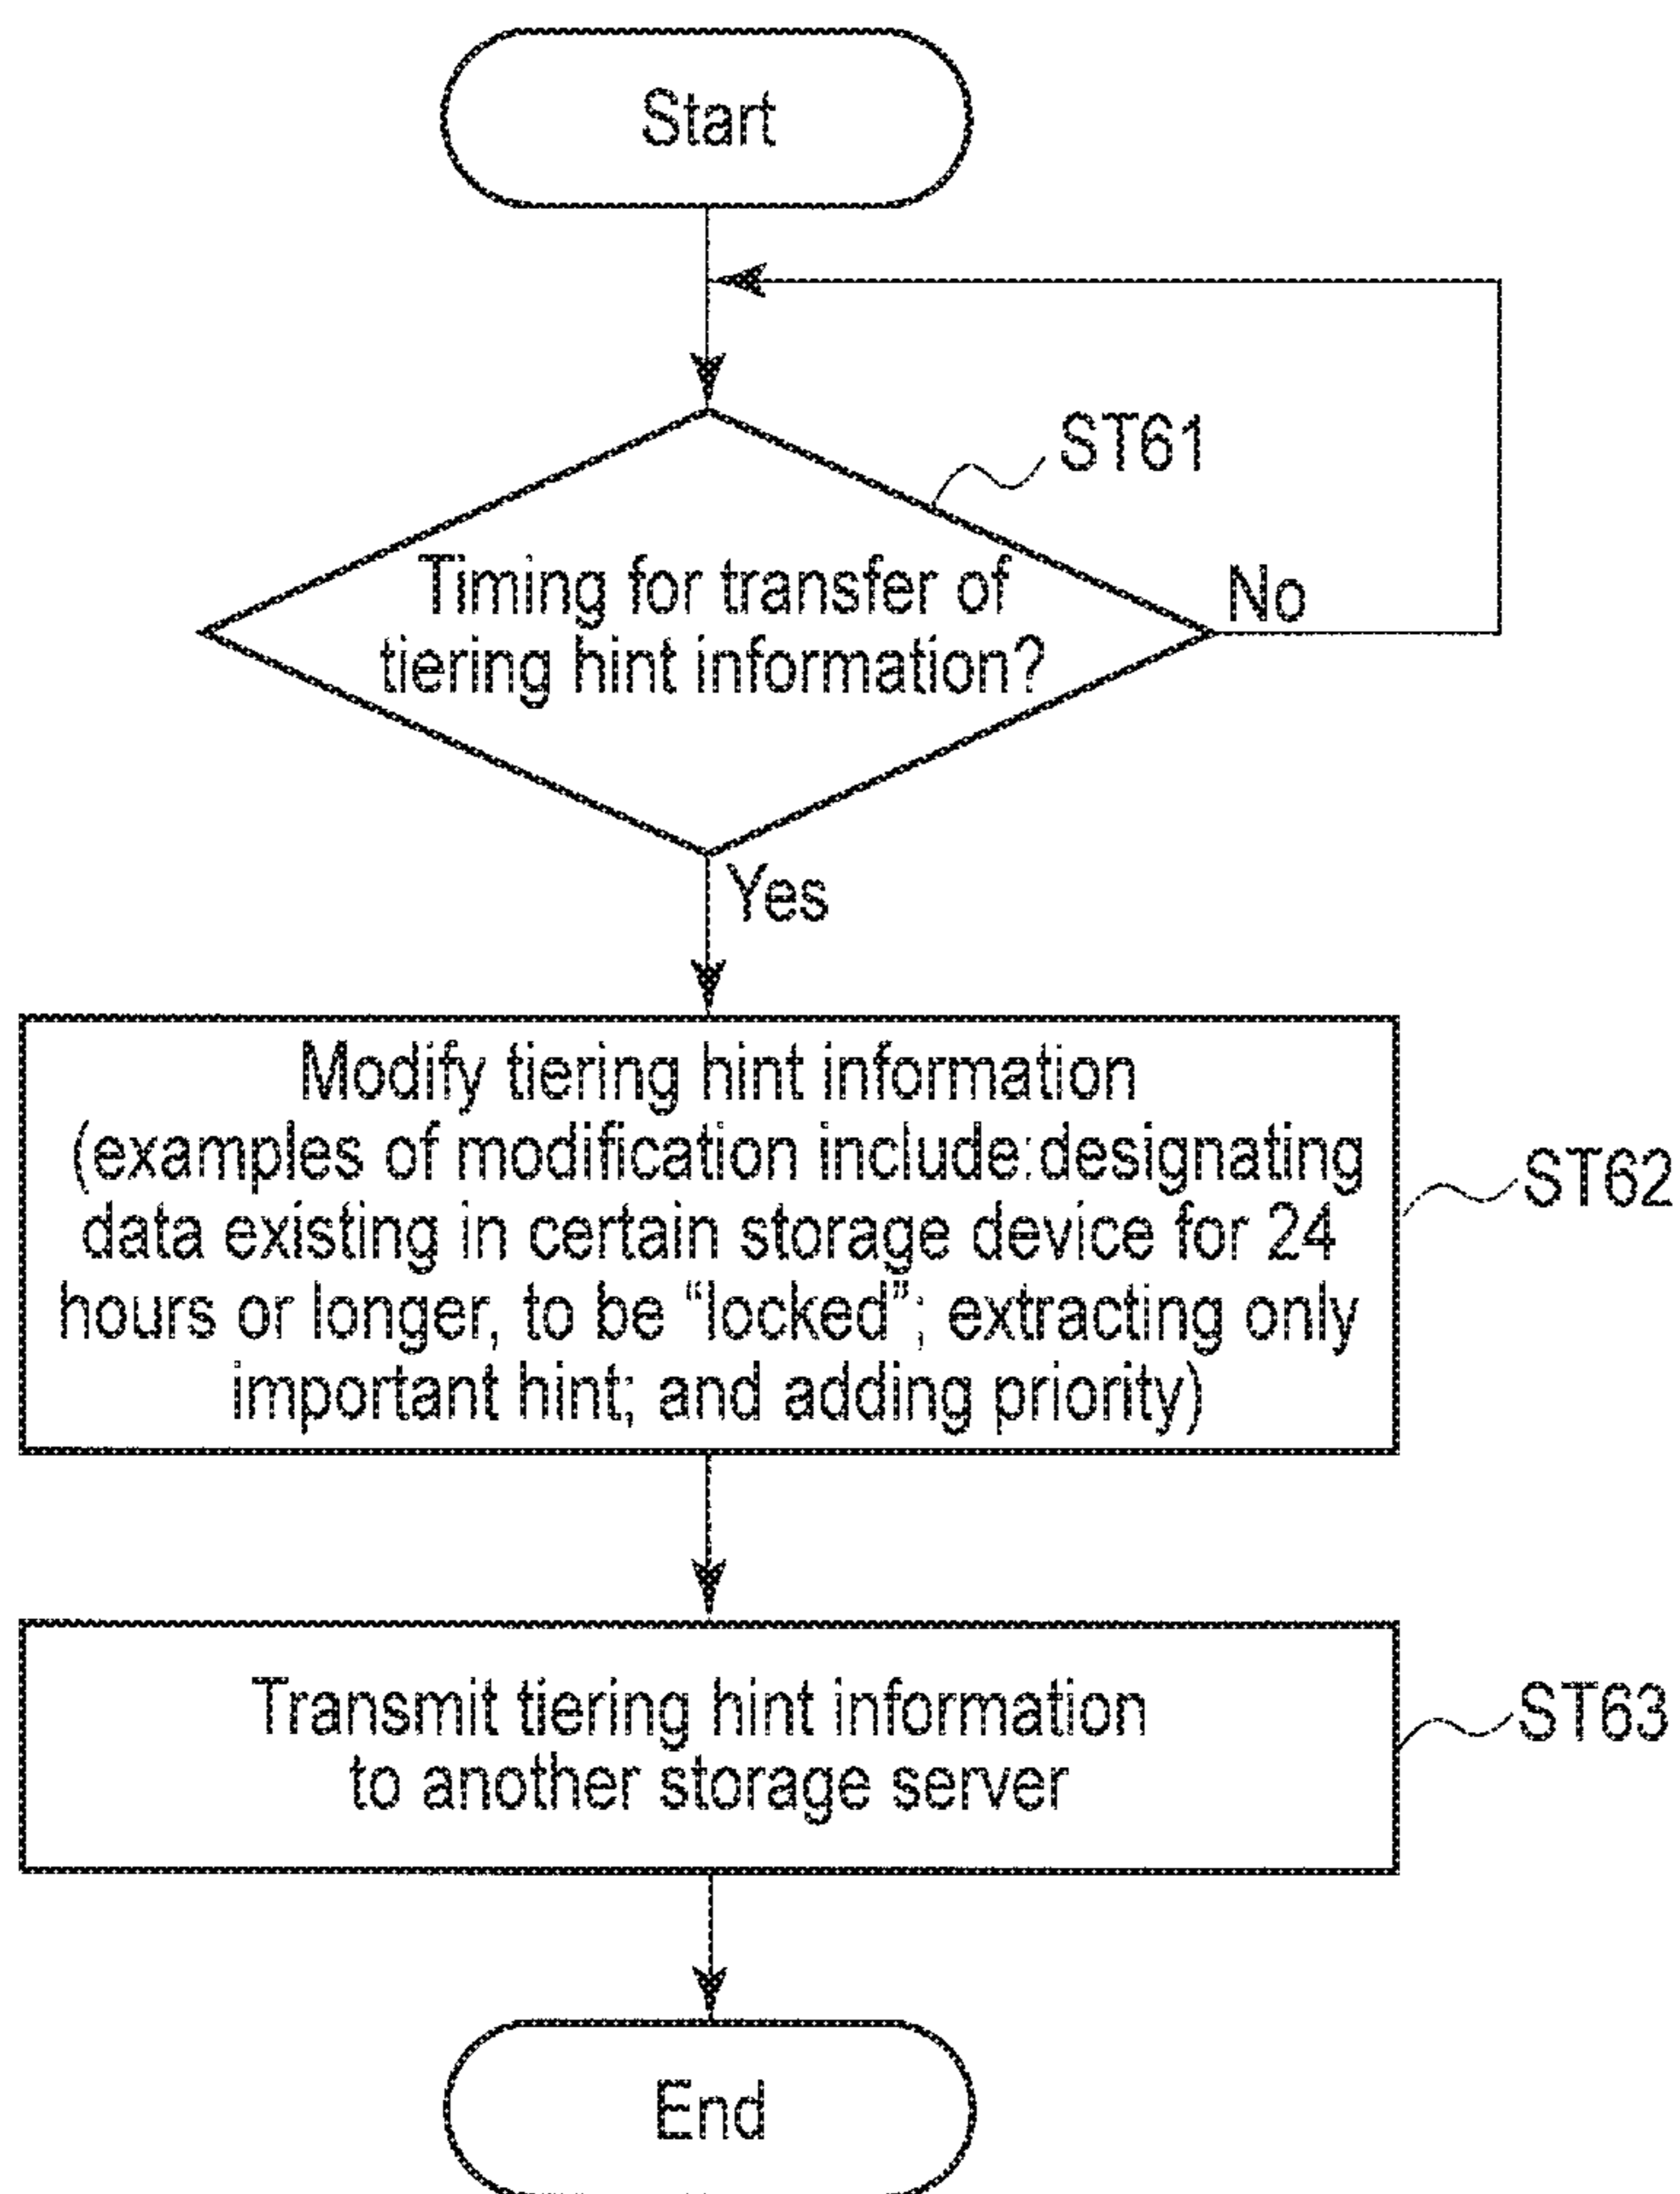 Start
ST61
Timing for transfer of
tiering hint information?
No
Yes
Modify tiering hint information
(examples of modification include:designating
data existing in certain storage device for 24
hours or longer, to be “locked”; extracting only
important hint; and adding priority)
ST62
Transmit tiering hint information
to another storage server
ST63
End